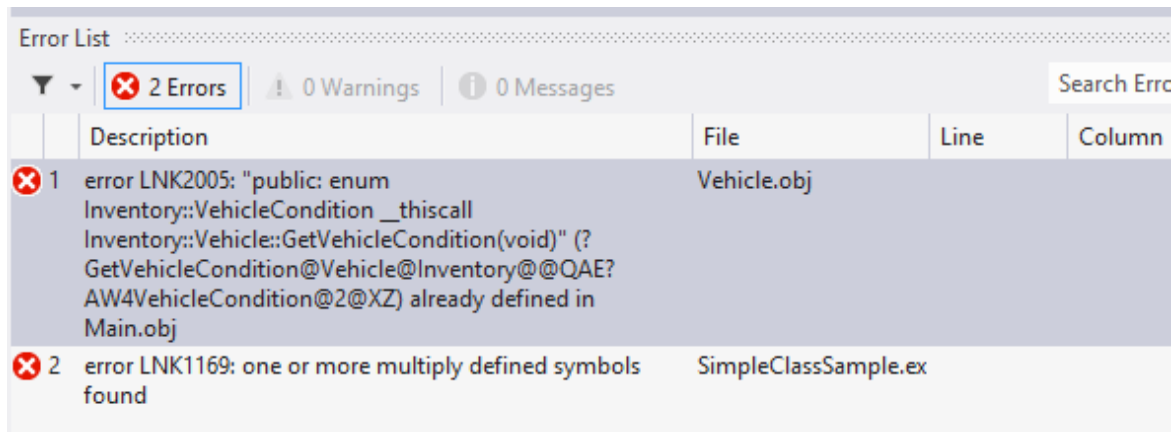 Error List
2 Errors 0 Warnings 0 Messages Search Erro
Description File Line Column
1 error LNK2005: "public: enum Vehicle.obj
Inventory::VehicleCondition __thiscall
Inventory::Vehicle::GetVehicleCondition(void)" (?
GetVehicleCondition@Vehicle@Inventory@@QAE?
AW4VehicleCondition@2@XZ) already defined in
Main.obj
2 error LNK1169: one or more multiply defined symbols SimpleClassSample.ex
found